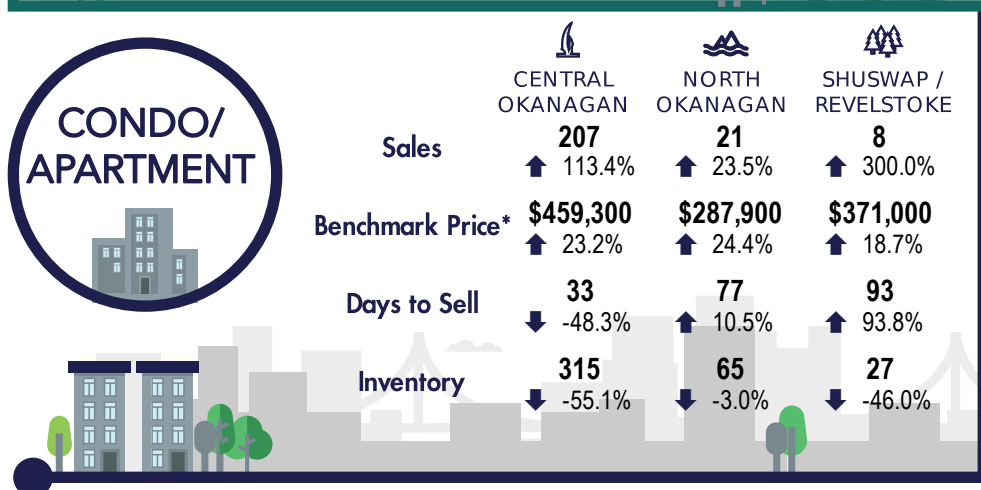 CONDO/
APARTMENT
CENTRAL
OKANAGAN
NORTH
OKANAGAN
SHUSWAP /
REVELSTOKE
Sales
207
113.4%
21
23.5%
8
300.0%
Benchmark Price*
$459,300
23.2%
$287,900
24.4%
$371,000
18.7%
Days to Sell
33
-48.3%
77
10.5%
93
93.8%
Inventory
315
-55.1%
65
-3.0%
27
-46.0%